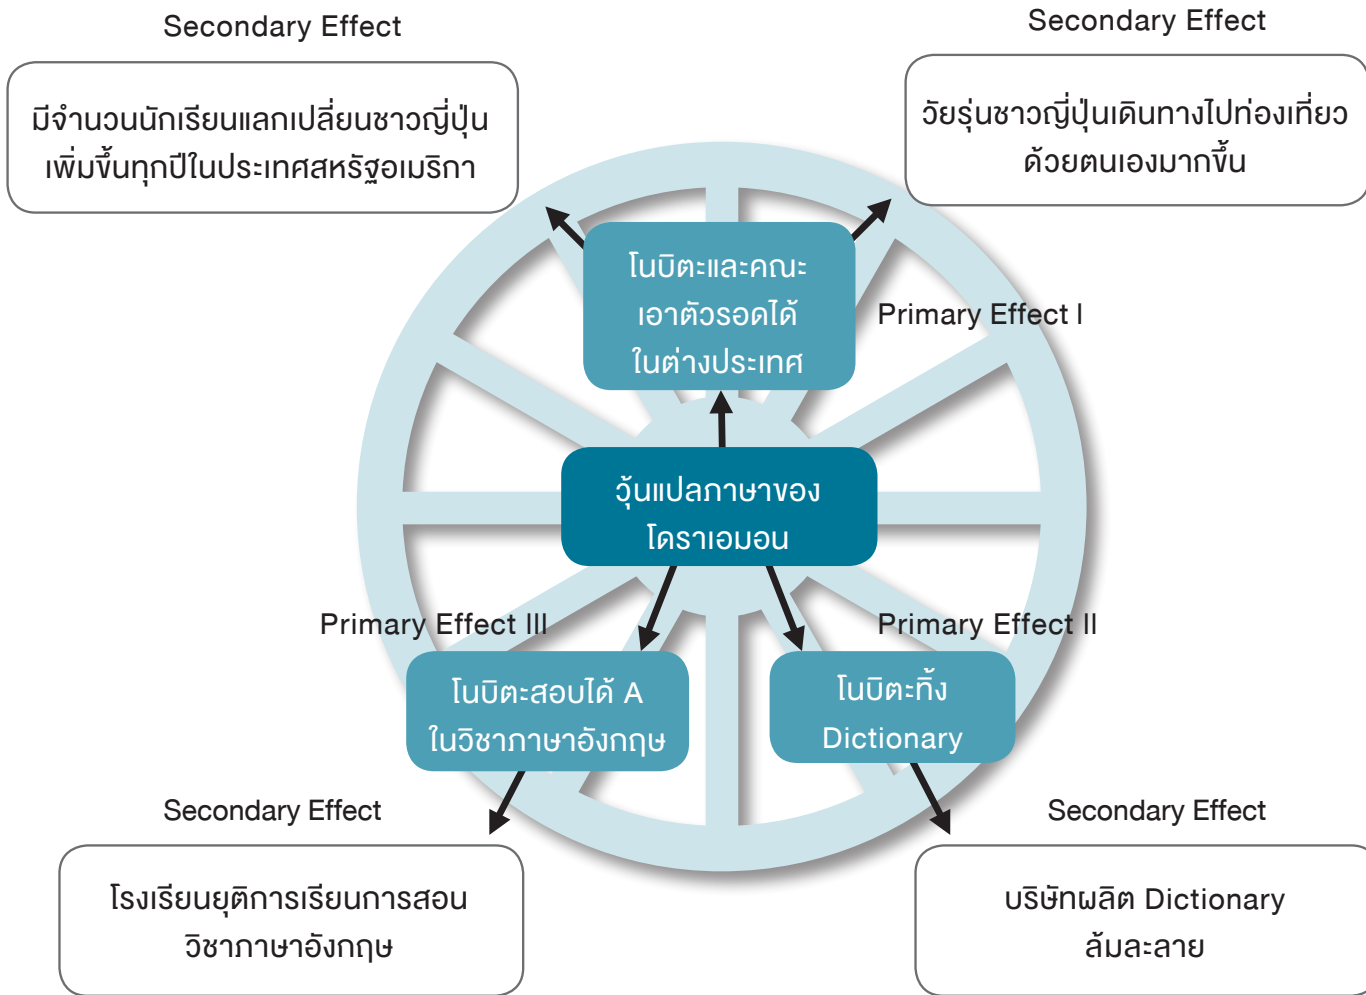 Secondary Effect
มีจำนวนนักเรียนแลกเปลี่ยนชาวญี่ปุ่น
เพิ่มขึ้นทุกปีในประเทศสหรัฐอเมริกา
Secondary Effect
วัยรุ่นชาวญี่ปุ่นเดินทางไปท่องเที่ยว
ด้วยตนเองมากขึ้น
โนบิตะและคณะ
เอาตัวรอดได้
ในต่างประเทศ
Primary Effect I
วุ้นแปลภาษาของ
โดราเอมอน
Primary Effect III
โนบิตะสอบได้ A
ในวิชาภาษาอังกฤษ
Primary Effect II
โนบิตะทิ้ง
Dictionary
Secondary Effect
โรงเรียนยุติการเรียนการสอน
วิชาภาษาอังกฤษ
Secondary Effect
บริษัทผลิต Dictionary
ล้มละลาย